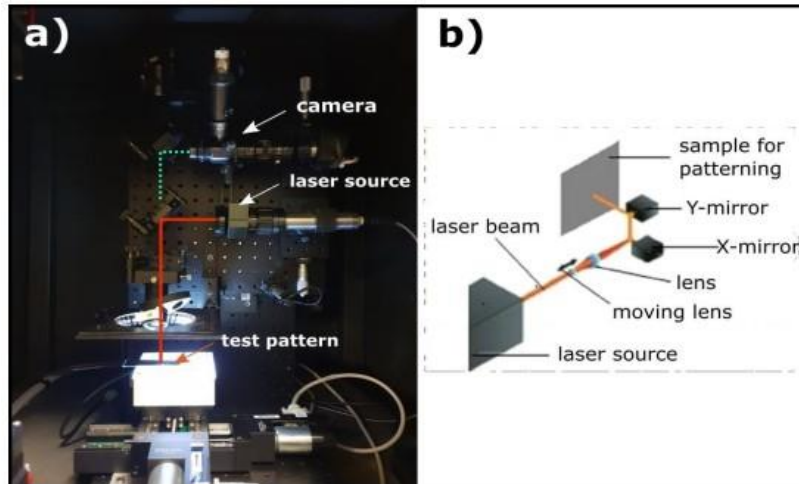 a)
camera
laser source
test pattern
b)
sample for
patterning
Y-mirror
laser beam
X-mirror
lens
moving lens
laser source